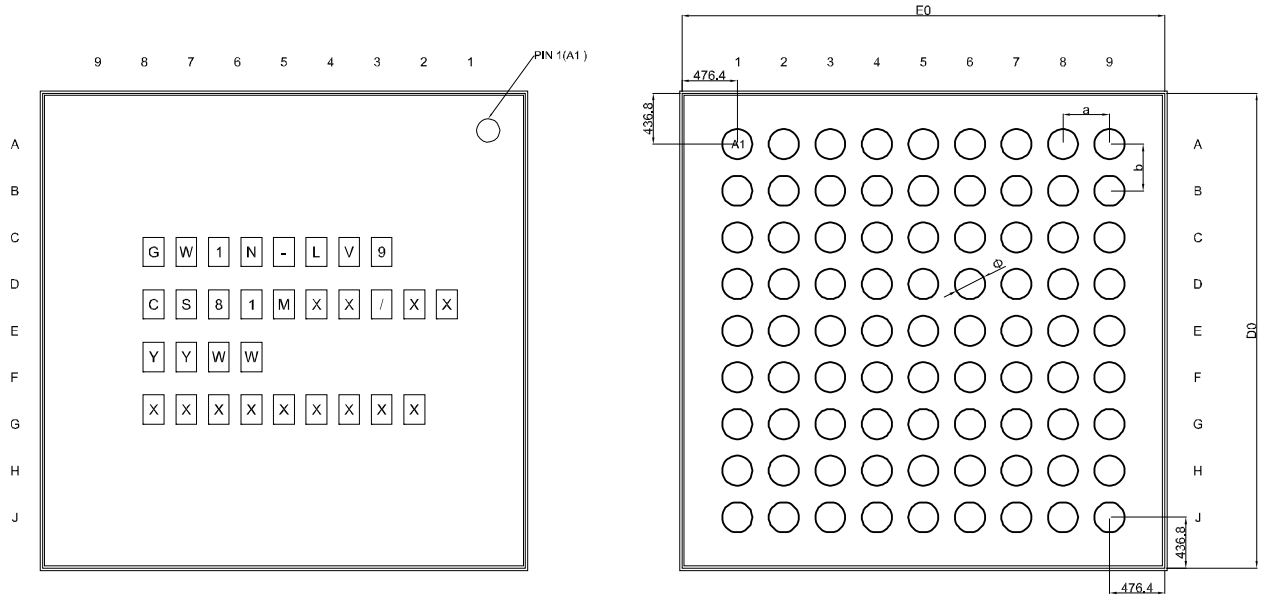 E0
9 8 7 6 5 4 3 2 1
PIN 1(A1 )
1 2 3 4 5 6 7 8 9
476.4
436.8
a
b
A A1 A
B B
C C
G W 1 N - L V 9
D D
Φ
C S 8 1 M X X / X X
E E
D0
Y Y W W
F F
X X X X X X X X X
G G
H H
J J
436.8
476.4